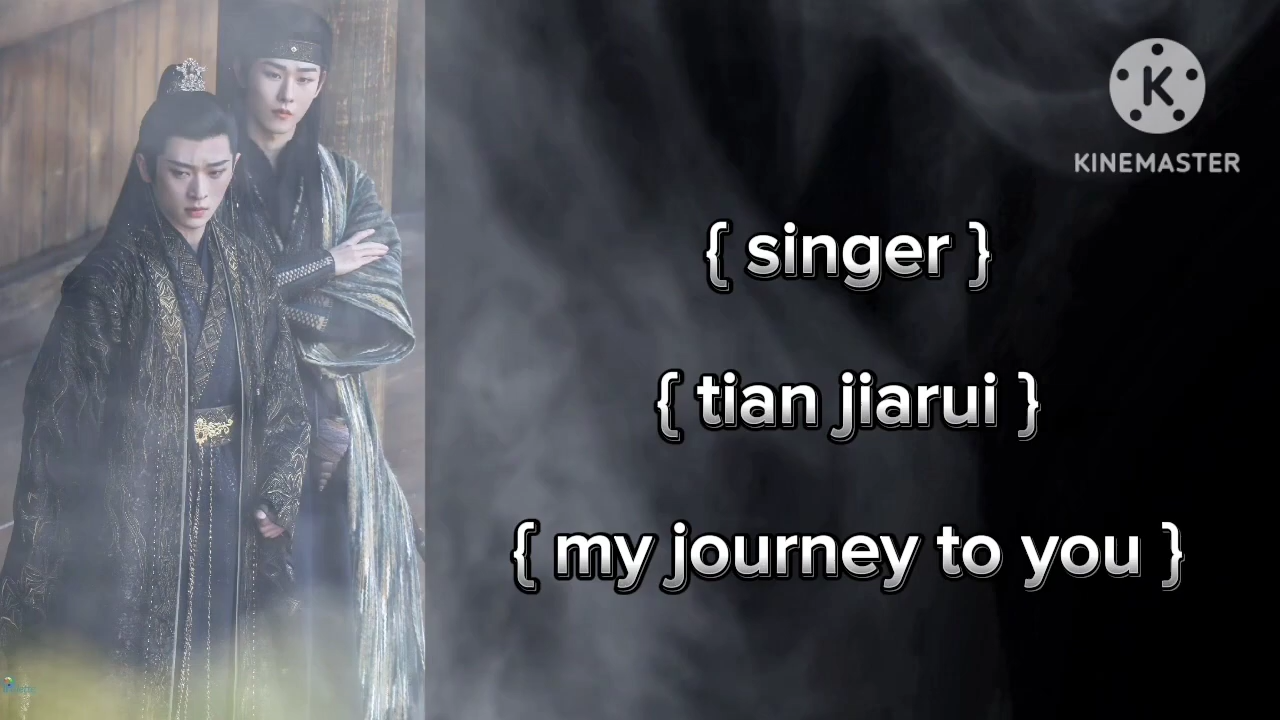 KINEMASTER
{ singer }
{ tian jiarui }
{ my journey to you }